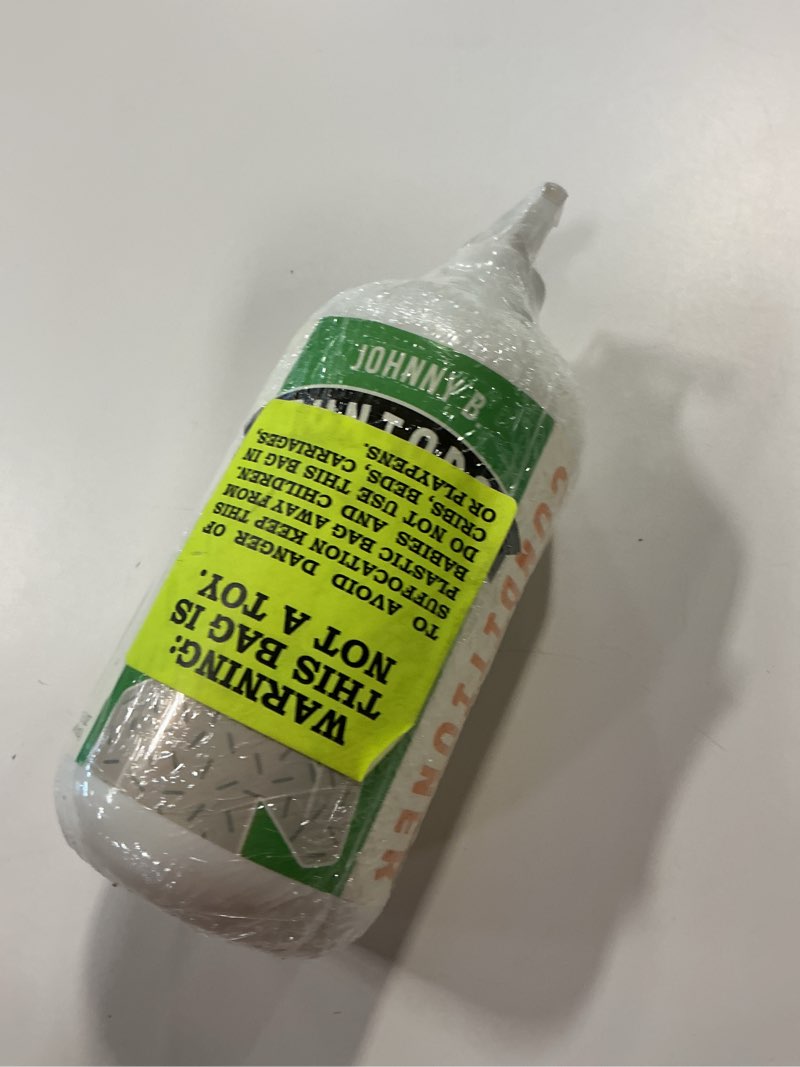 JOHNNY B
WARNING:
THIS BAG IS
NOT A TOY.
TO AVOID DANGER OF
SUFFOCATION KEEP THIS
PLASTIC BAG AWAY FROM
BABIES AND CHILDREN.
DO NOT USE THIS BAG IN
CRIBS, BEDS, CARRIAGES,
OR PLAYPENS.
CONDITIONER